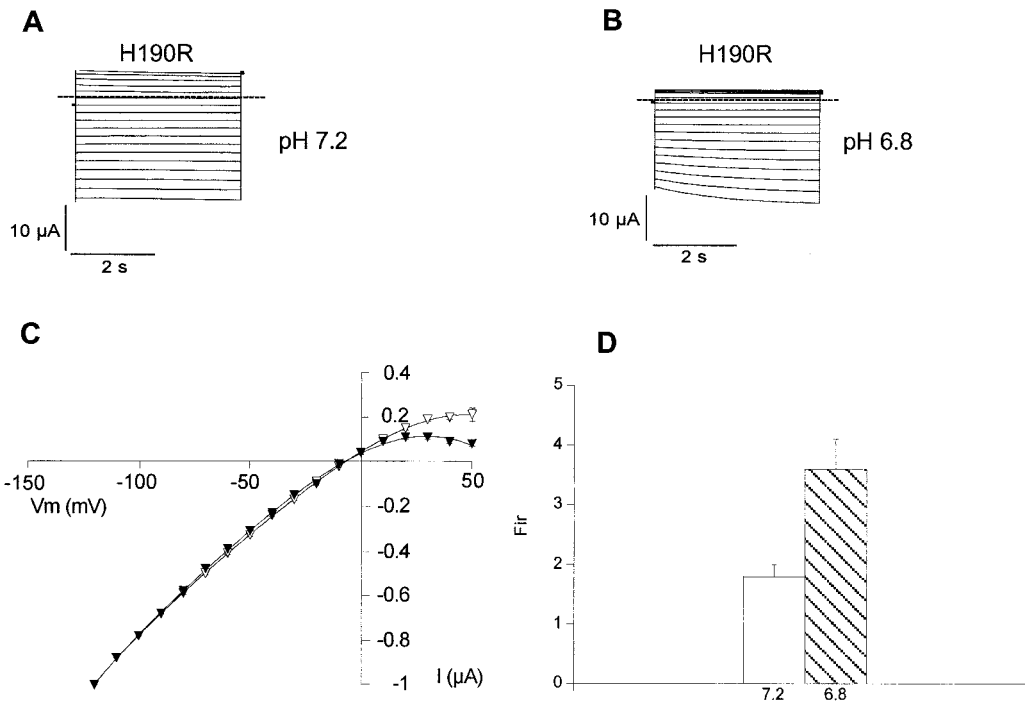 A
H190R
pH 7.2
10 µA
2 s
B
H190R
pH 6.8
10 µA
2 s
C
0.4
0.2
-150
-100
-50
50
Vm (mV)
-0.2
-0.4
-0.6
-0.8
-1
I (µA)
D
5
4
3
2
1
0
Fir
7.2
6.8